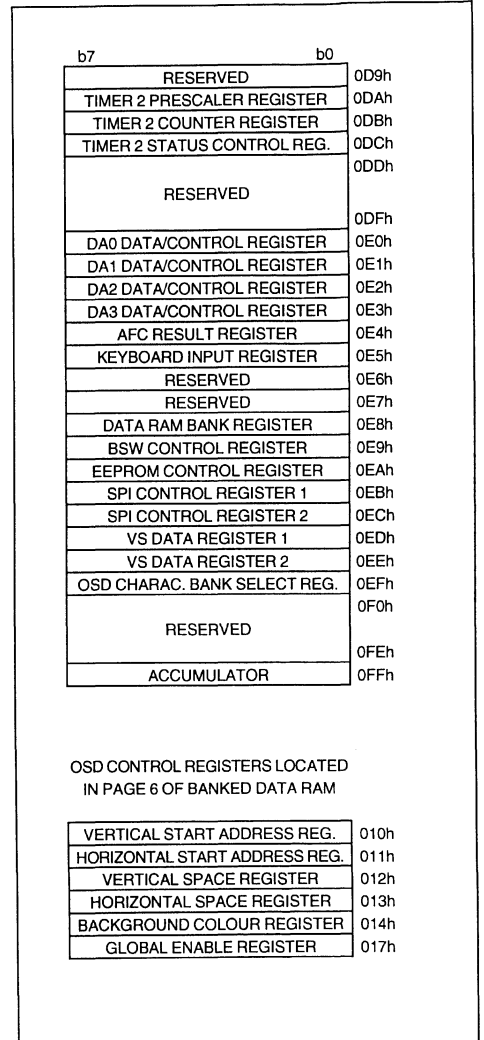 b7 b0
RESERVED 0D9h
TIMER 2 PRESCALER REGISTER 0DAh
TIMER 2 COUNTER REGISTER 0DBh
TIMER 2 STATUS CONTROL REG. 0DCh
0DDh
RESERVED
0DFh
DA0 DATA/CONTROL REGISTER 0E0h
DA1 DATA/CONTROL REGISTER 0E1h
DA2 DATA/CONTROL REGISTER 0E2h
DA3 DATA/CONTROL REGISTER 0E3h
AFC RESULT REGISTER 0E4h
KEYBOARD INPUT REGISTER 0E5h
RESERVED 0E6h
RESERVED 0E7h
DATA RAM BANK REGISTER 0E8h
BSW CONTROL REGISTER 0E9h
EEPROM CONTROL REGISTER 0EAh
SPI CONTROL REGISTER 1 0EBh
SPI CONTROL REGISTER 2 0ECh
VS DATA REGISTER 1 0EDh
VS DATA REGISTER 2 0EEh
OSD CHARAC. BANK SELECT REG. 0EFh
0F0h
RESERVED
0FEh
ACCUMULATOR 0FFh
OSD CONTROL REGISTERS LOCATED
IN PAGE 6 OF BANKED DATA RAM
VERTICAL START ADDRESS REG. 010h
HORIZONTAL START ADDRESS REG. 011h
VERTICAL SPACE REGISTER 012h
HORIZONTAL SPACE REGISTER 013h
BACKGROUND COLOUR REGISTER 014h
GLOBAL ENABLE REGISTER 017h